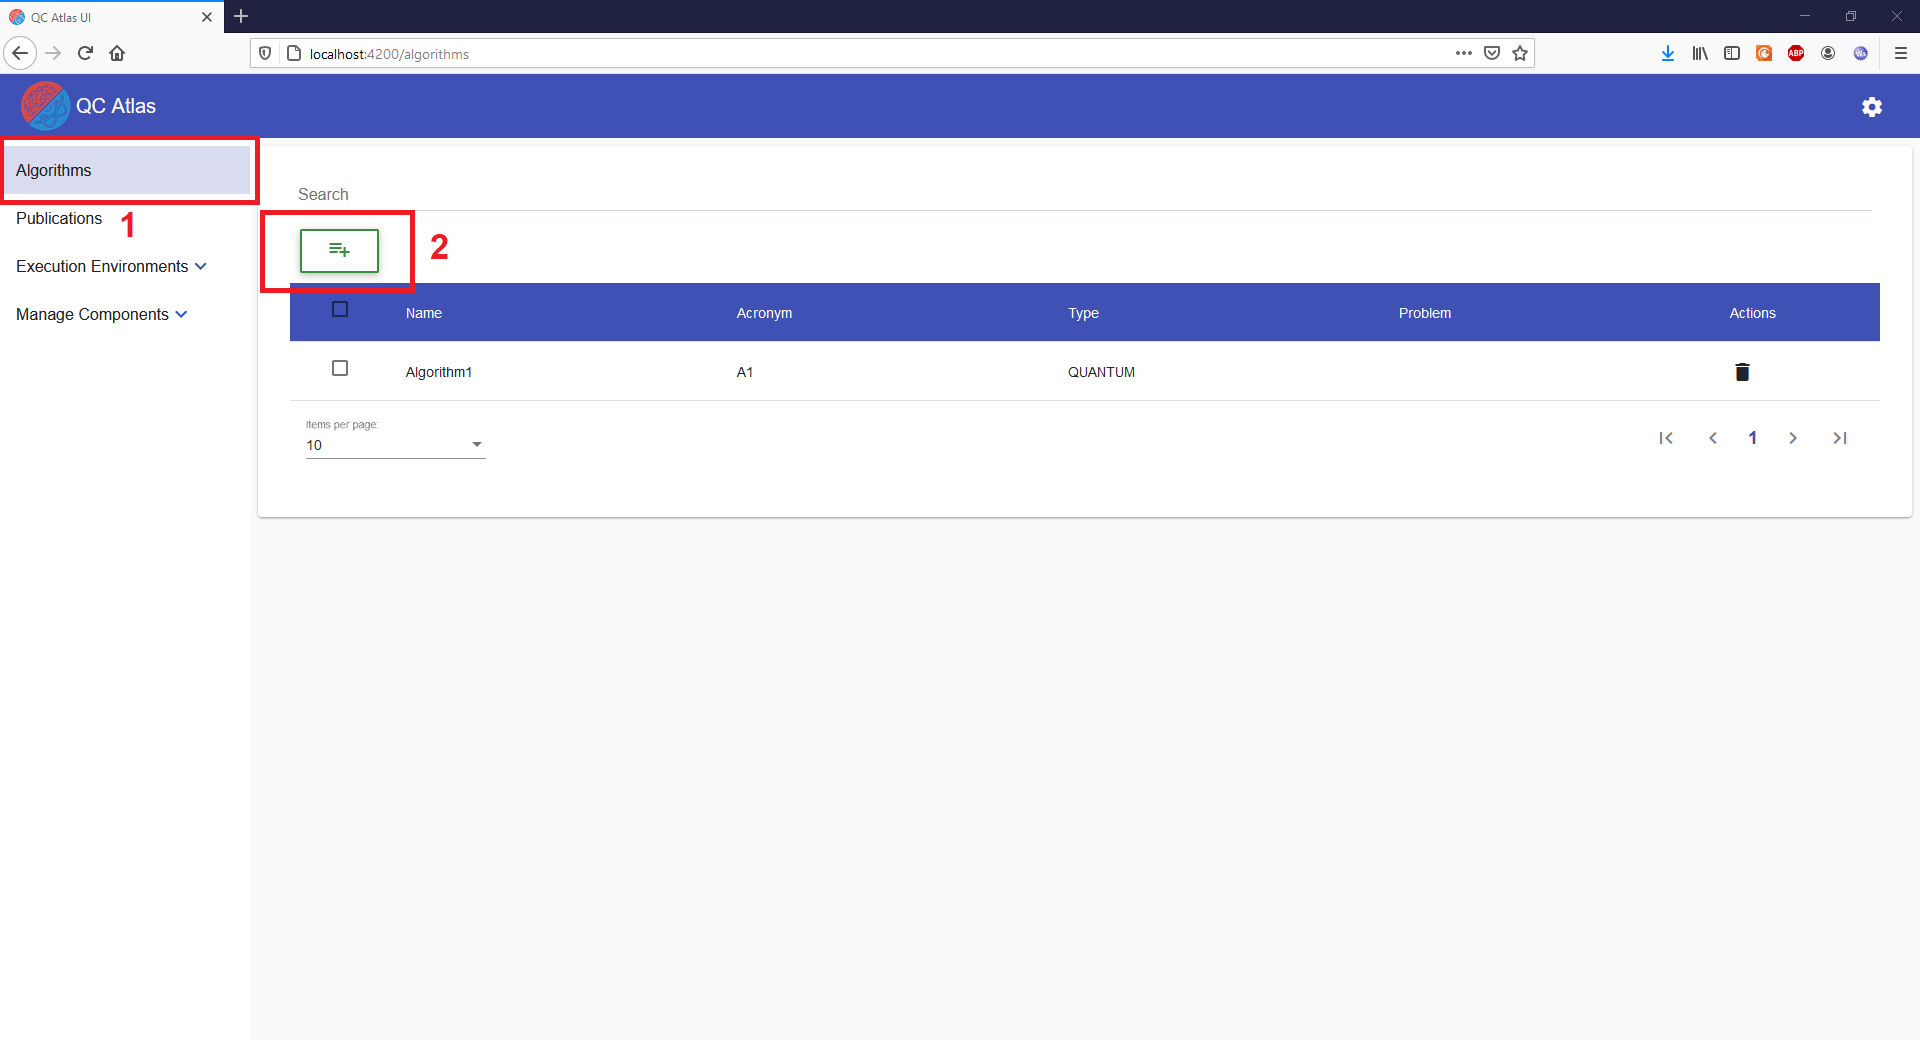 QC Atlas UI
localhost:4200/algorithms
ABP
QC Atlas
Algorithms
Publications
1
Execution Environments
Manage Components
Search
2
Name Acronym Type Problem Actions
Algorithm1 A1 QUANTUM
Items per page:
10
1